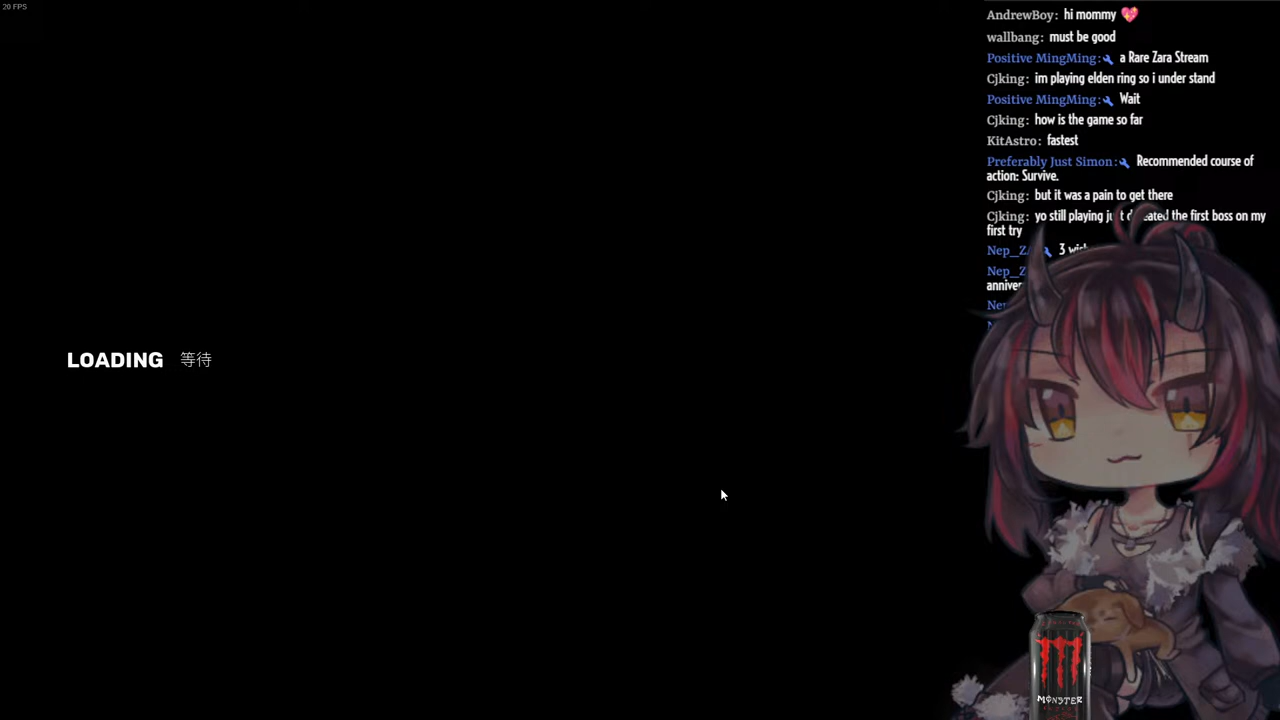 20 FPS
AndrewBoy: hi mommy 💖
wallbang: must be good
Positive MingMing: a Rare Zara Stream
Cjking: im playing elden ring so i under stand
Positive MingMing: Wait
Cjking: how is the game so far
KitAstro: fastest
Preferably Just Simon: Recommended course of
action: Survive.
Cjking: but it was a pain to get there
Cjking: yo still playing the first boss on my
first try
Nep_Z 3
Nep_Z
LOADING 等待
MONSTER